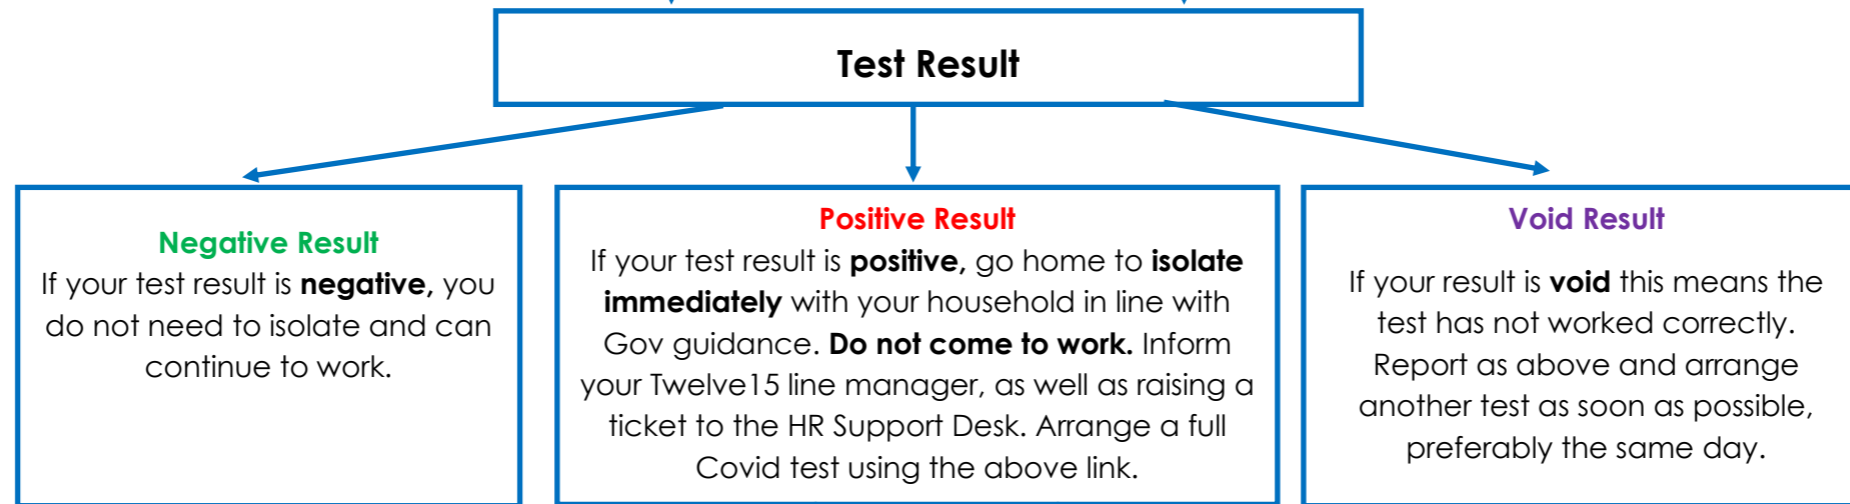 Test Result
Negative Result
If your test result is negative, you
do not need to isolate and can
continue to work.
Positive Result
If your test result is positive, go home to isolate
immediately with your household in line with
Gov guidance. Do not come to work. Inform
your Twelve15 line manager, as well as raising a
ticket to the HR Support Desk. Arrange a full
Covid test using the above link.
Void Result
If your result is void this means the
test has not worked correctly.
Report as above and arrange
another test as soon as possible,
preferably the same day.